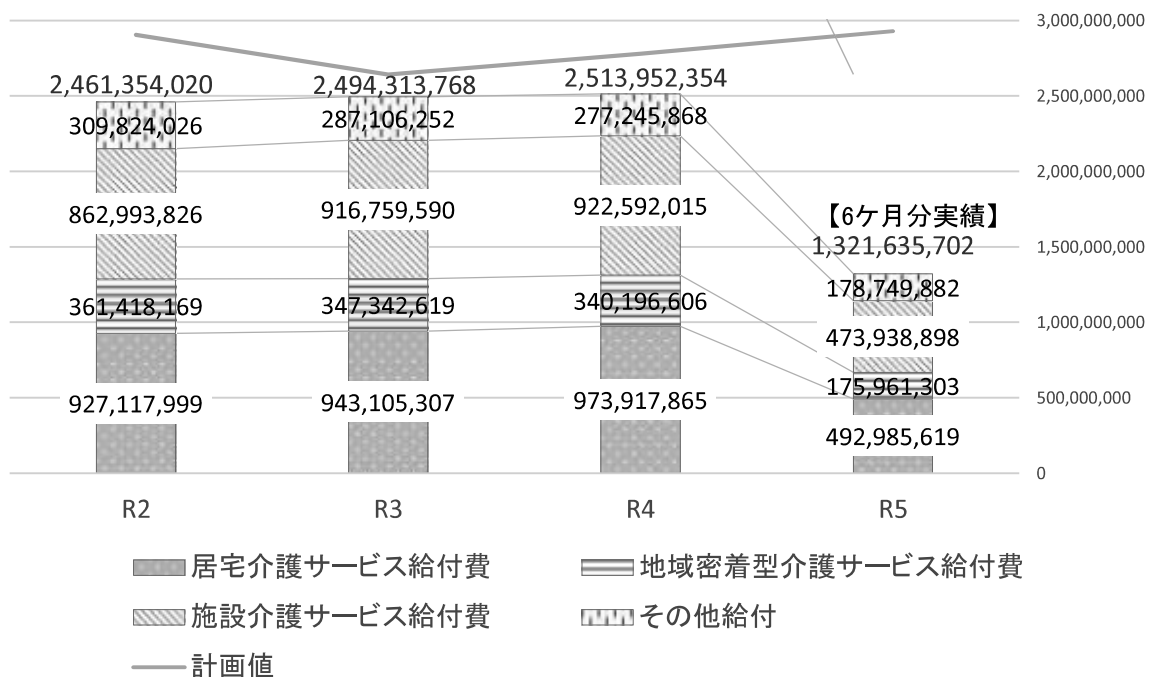 3,000,000,000
2,461,354,020 2,494,313,768 2,513,952,354
2,500,000,000
309,824,026 287,106,252 277,245,868
2,000,000,000
862,993,826 916,759,590 922,592,015
【6ケ月分実績】
1,321,635,702
1,500,000,000
178,749,882
361,418,169 347,342,619 340,196,606
1,000,000,000
473,938,898
175,961,303
927,117,999 943,105,307 973,917,865
500,000,000
492,985,619
0
R2 R3 R4 R5
居宅介護サービス給付費 地域密着型介護サービス給付費
施設介護サービス給付費 その他給付
計画値